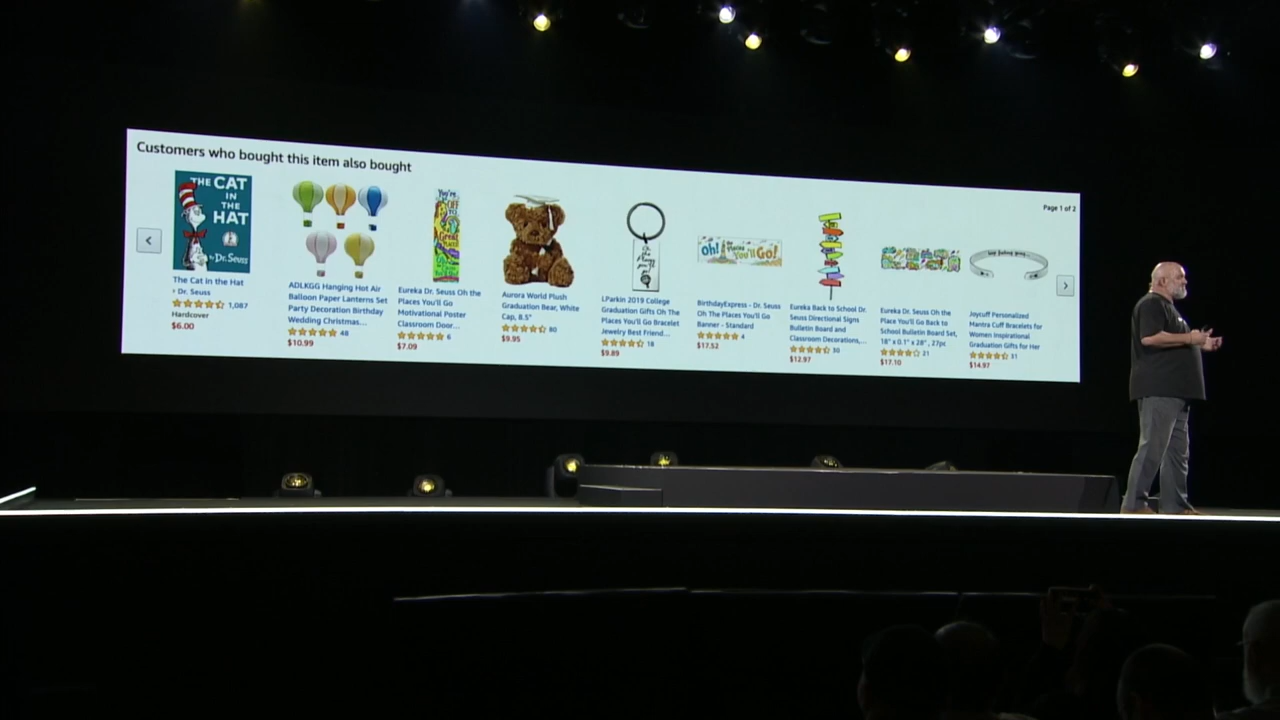 Customers who bought this item also bought
Page 1 of 2
THE CAT
IN
THE
HAT
By Dr. Seuss
The Cat in the Hat
› Dr. Seuss
1,087
Hardcover
$6.00
ADLKGG Hanging Hot Air
Balloon Paper Lanterns Set
Party Decoration Birthday
Wedding Christmas...
48
$10.99
You're
OFF
TO
Great
Places!
Eureka Dr. Seuss Oh the
Places You'll Go
Motivational Poster
Classroom Door...
6
$7.09
Aurora World Plush
Graduation Bear, White
Cap, 8.5"
80
$9.95
LParkin 2019 College
Graduation Gifts Oh The
Places You'll Go Bracelet
Jewelry Best Friend...
18
$9.89
Oh! the Places You'll Go!
BirthdayExpress - Dr. Seuss
Oh The Places You'll Go
Banner - Standard
4
$17.52
Eureka Back to School Dr.
Seuss Directional Signs
Bulletin Board and
Classroom Decorations,...
30
$12.97
Eureka Dr. Seuss Oh the
Place You'll Go Back to
School Bulletin Board Set,
18" x 0.1" x 28" , 27pc
21
$17.10
Joycuff Personalized
Mantra Cuff Bracelets for
Women Inspirational
Graduation Gifts for Her
31
$14.97